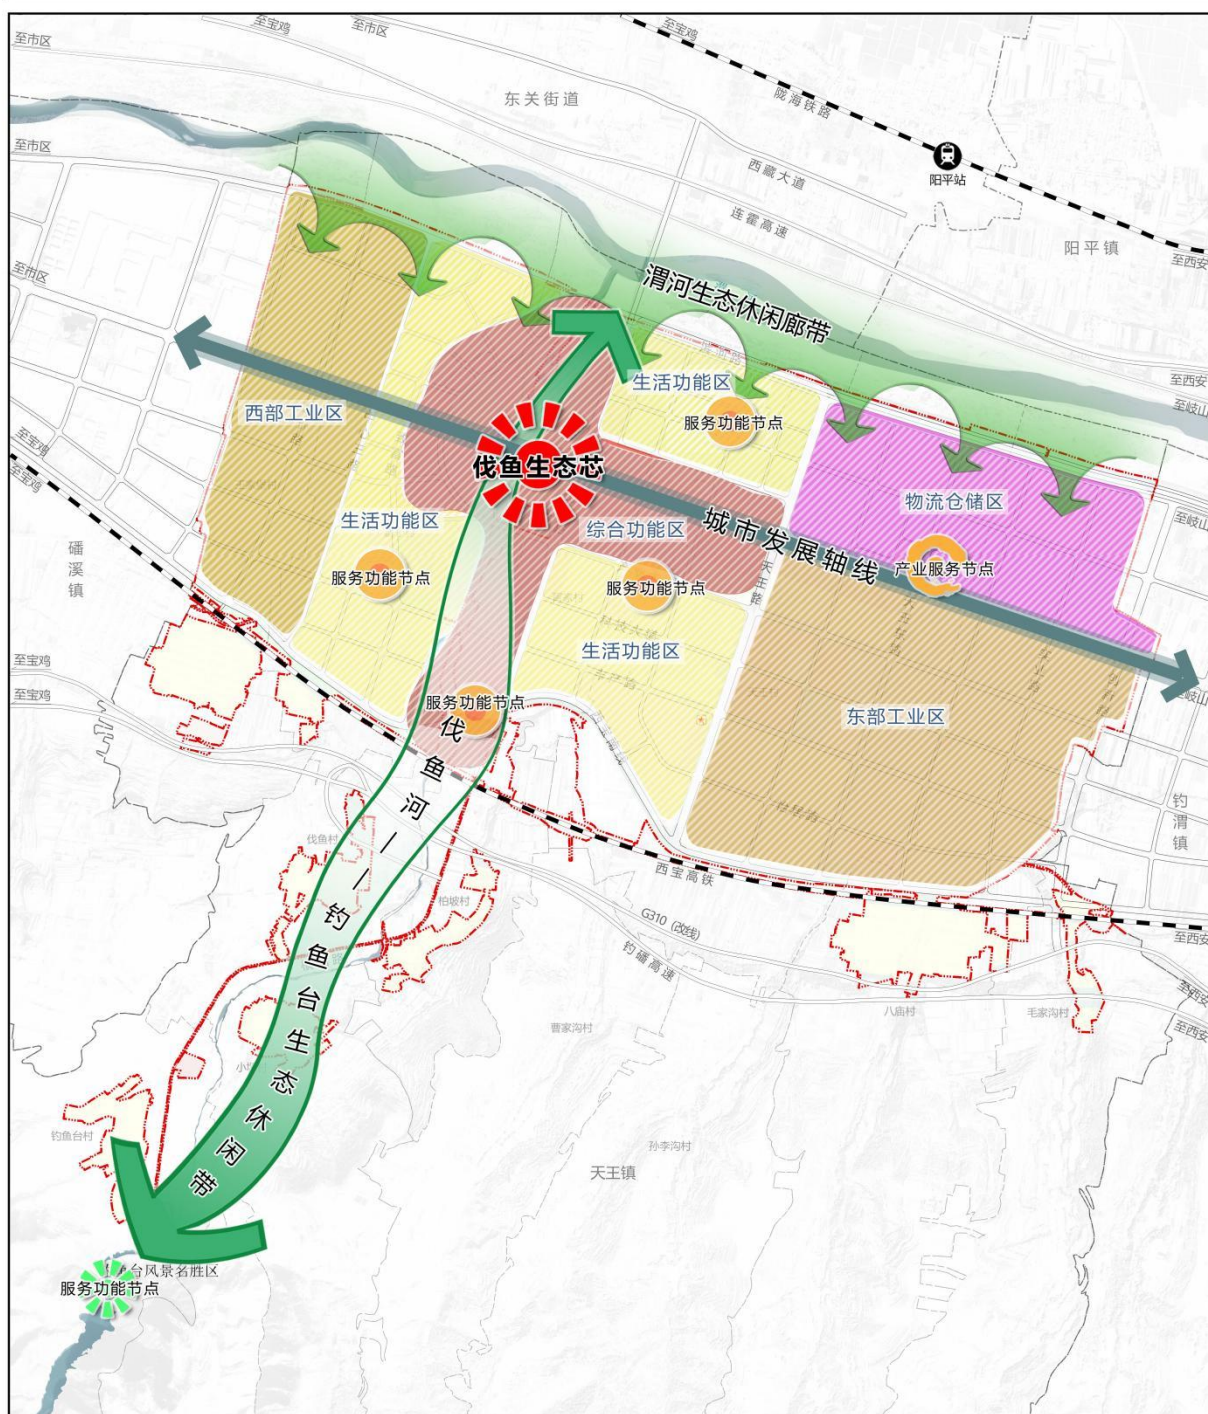 至宝鸡
至市区
至宝鸡
至市区
东关街道
陇海铁路
阳平站
至市区
西藏大道
连霍高速
阳平镇
至西安
至市区
渭河生态休闲廊带
至西安
至岐山
生活功能区
西部工业区
服务功能节点
至宝鸡
至宝鸡
伐鱼生态芯
物流仓储区
生活功能区
综合功能区
城市发展轴线
至岐山
磻溪镇
服务功能节点
服务功能节点
产业服务节点
天王路
科技大道
生活功能区
丰产路
至宝鸡
至宝鸡
服务功能节点
东部工业区
至岐山
伐鱼河——钓鱼台生态休闲带
钓渭镇
伐鱼村
西宝高铁
柏坡村
G310（改线）
钓磻高速
至西安
至西安
至西安
八庙村
毛家沟村
曹家沟村
钓鱼台村
孙李沟村
天王镇
台风景名胜区
服务功能节点